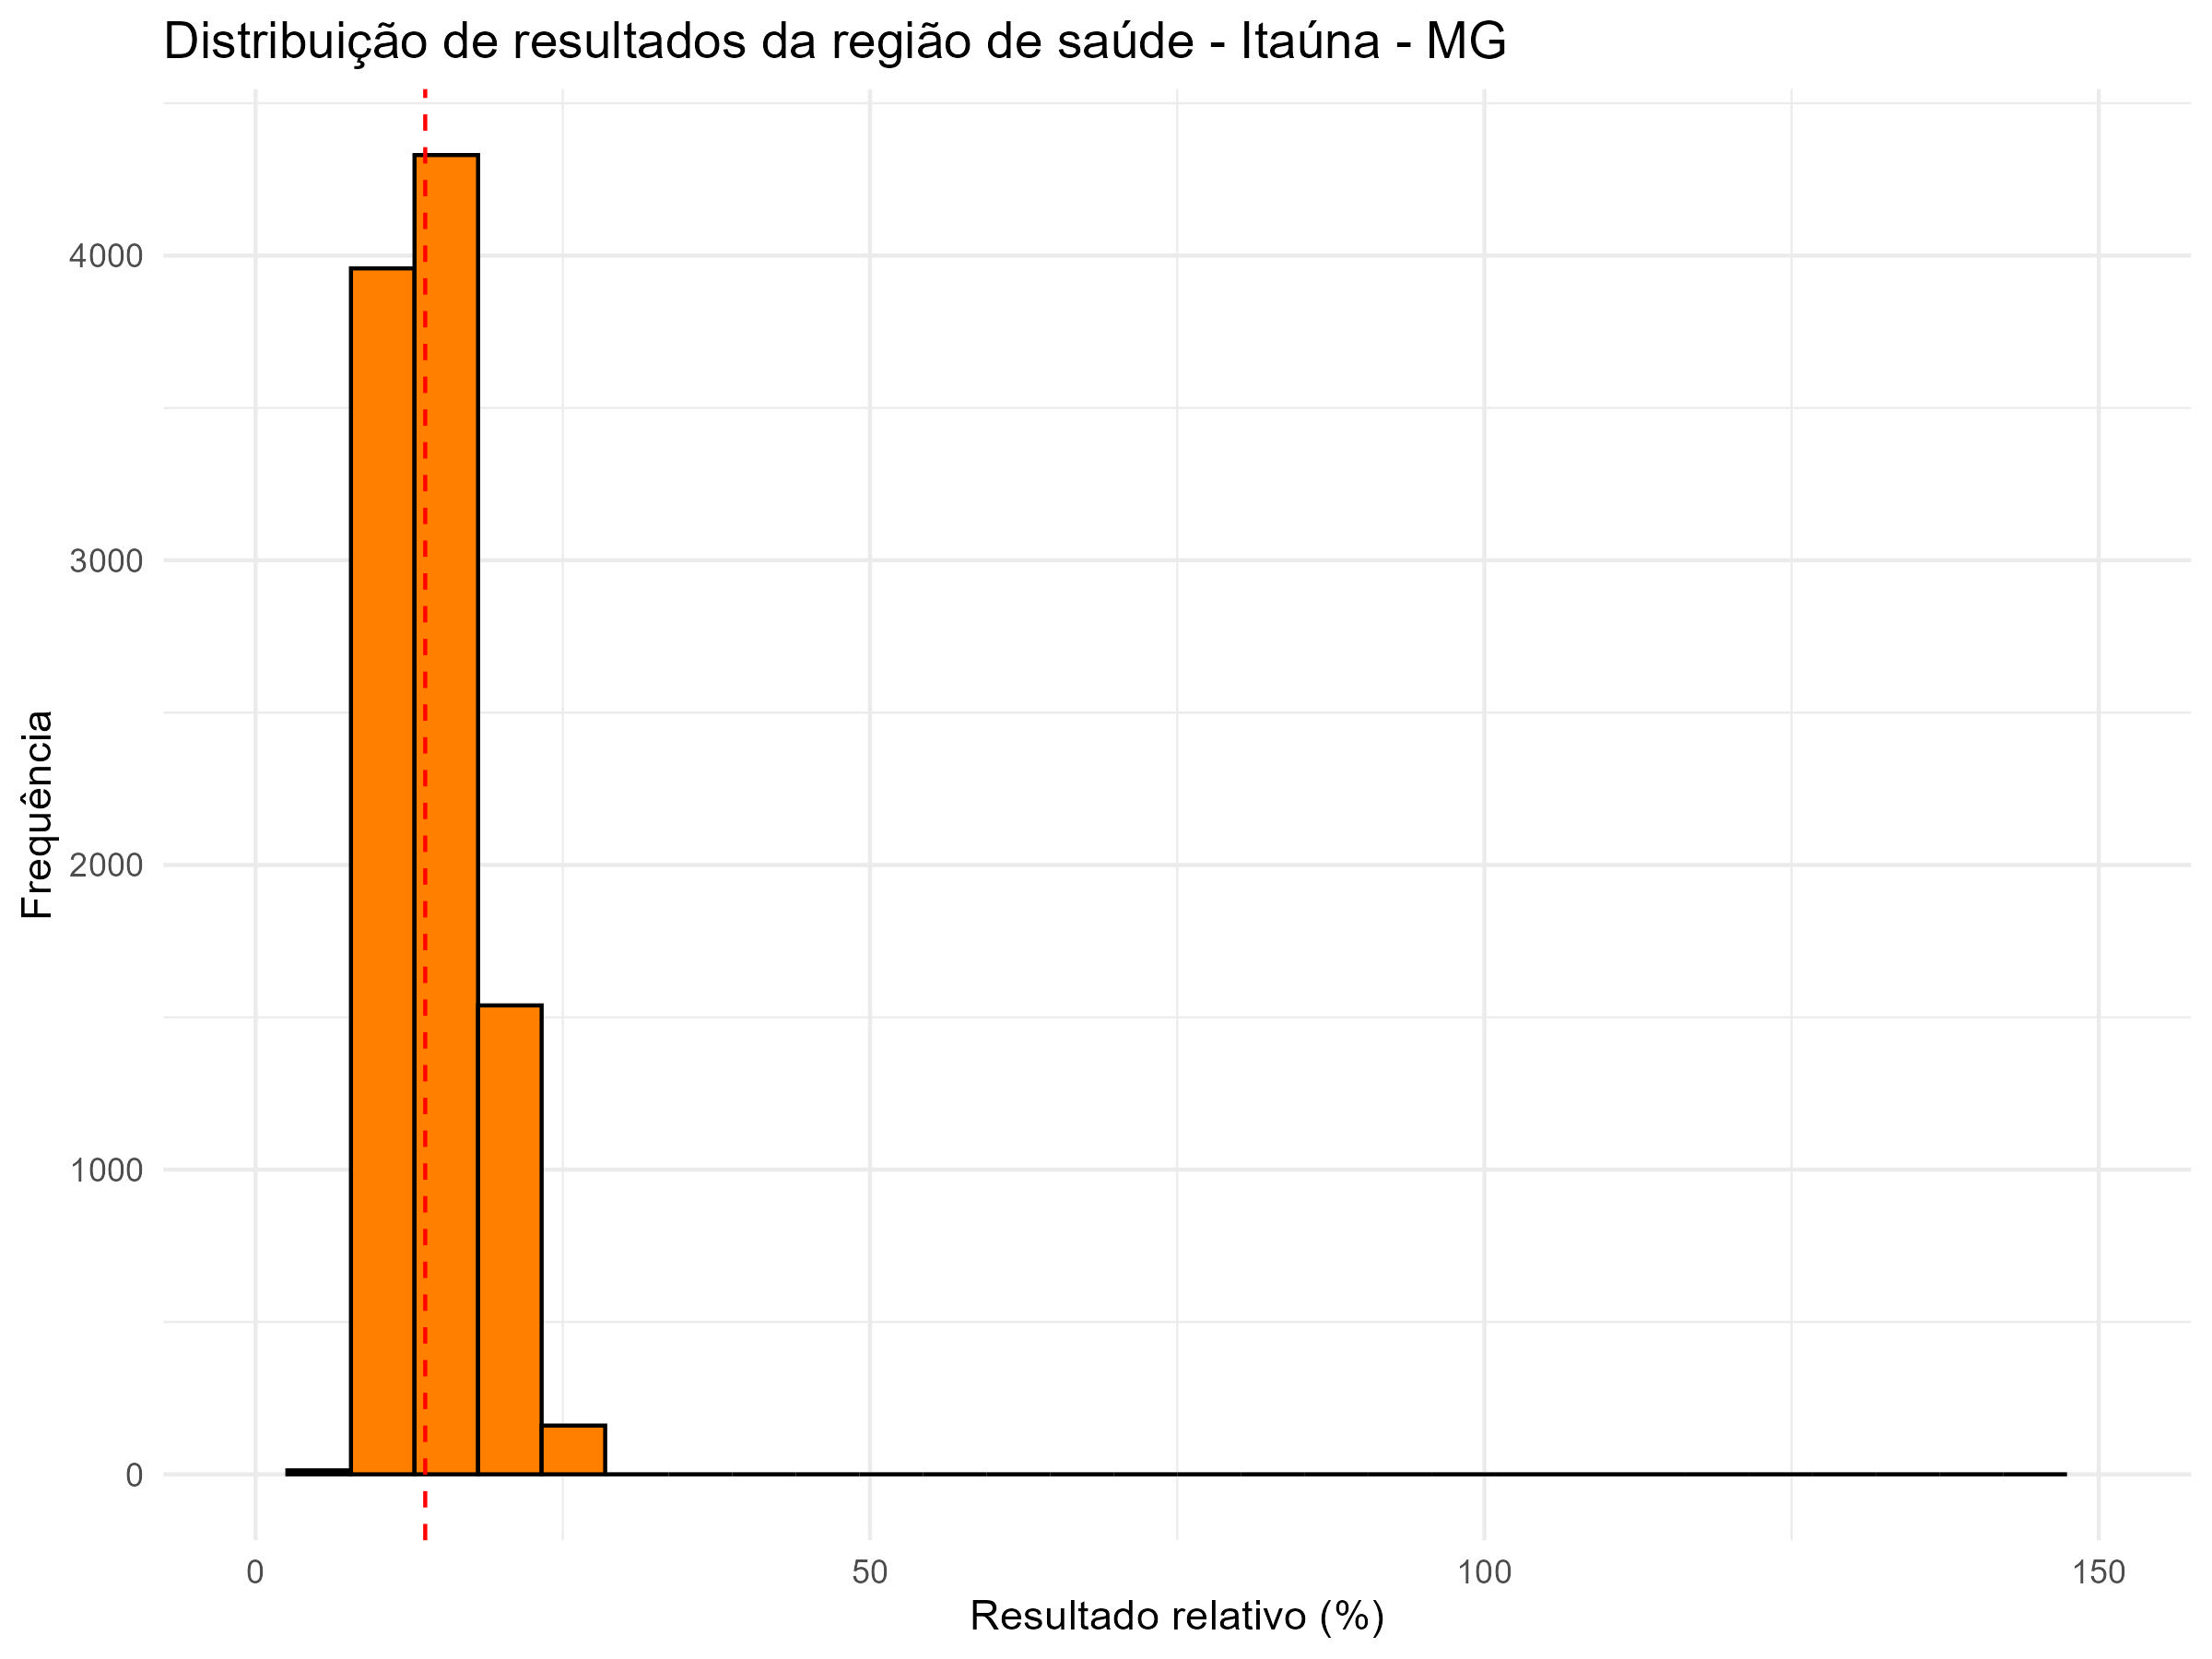 Distribuição de resultados da região de saúde - Itaúna - MG
Frequência
4000
3000
2000
1000
0
0 50 100 150
Resultado relativo (%)